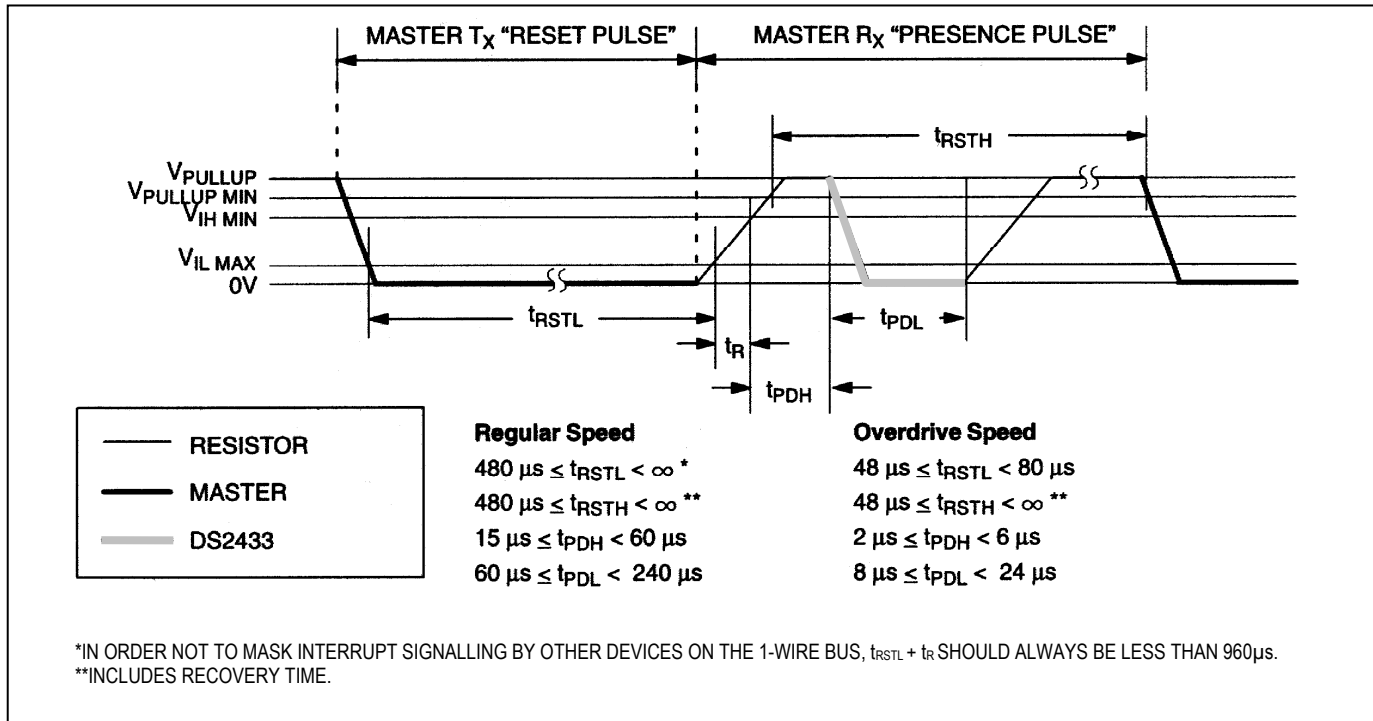 MASTER TX “RESET PULSE”
MASTER RX “PRESENCE PULSE”
tRSTH
VPULLUP
VPULLUP MIN
VIH MIN
VIL MAX
0V
tRSTL
tPDL
tR
tPDH
RESISTOR
MASTER
DS2433
Regular Speed
480 µs ≤ tRSTL < ∞ *
480 µs ≤ tRSTH < ∞ **
15 µs ≤ tPDH < 60 µs
60 µs ≤ tPDL < 240 µs
Overdrive Speed
48 µs ≤ tRSTL < 80 µs
48 µs ≤ tRSTH < ∞ **
2 µs ≤ tPDH < 6 µs
8 µs ≤ tPDL < 24 µs
*IN ORDER NOT TO MASK INTERRUPT SIGNALLING BY OTHER DEVICES ON THE 1-WIRE BUS, tRSTL + tR SHOULD ALWAYS BE LESS THAN 960µs.
**INCLUDES RECOVERY TIME.